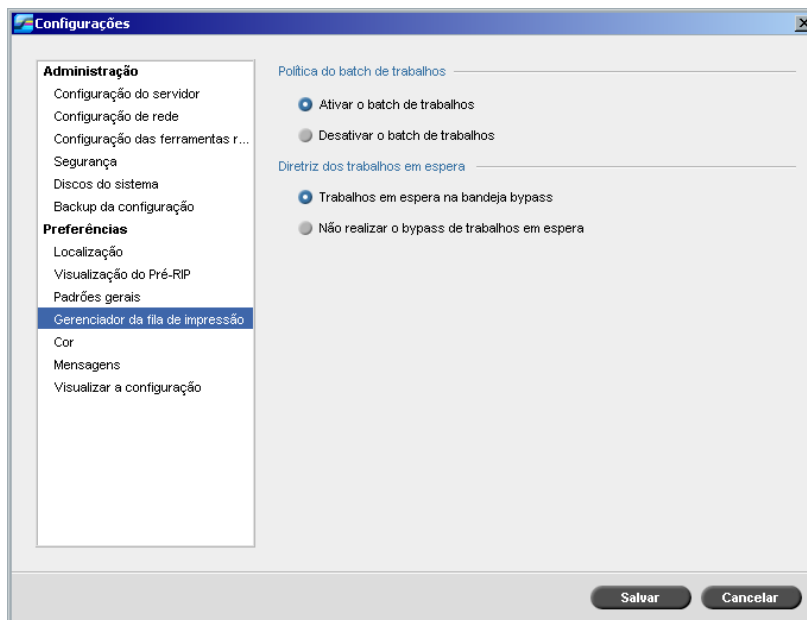 Configurações
Administração
Configuração do servidor
Configuração de rede
Configuração das ferramentas r...
Segurança
Discos do sistema
Backup da configuração
Preferências
Localização
Visualização do Pré-RIP
Padrões gerais
Gerenciador da fila de impressão
Cor
Mensagens
Visualizar a configuração
Política do batch de trabalhos
Ativar o batch de trabalhos
Desativar o batch de trabalhos
Diretriz dos trabalhos em espera
Trabalhos em espera na bandeja bypass
Não realizar o bypass de trabalhos em espera
Salvar
Cancelar